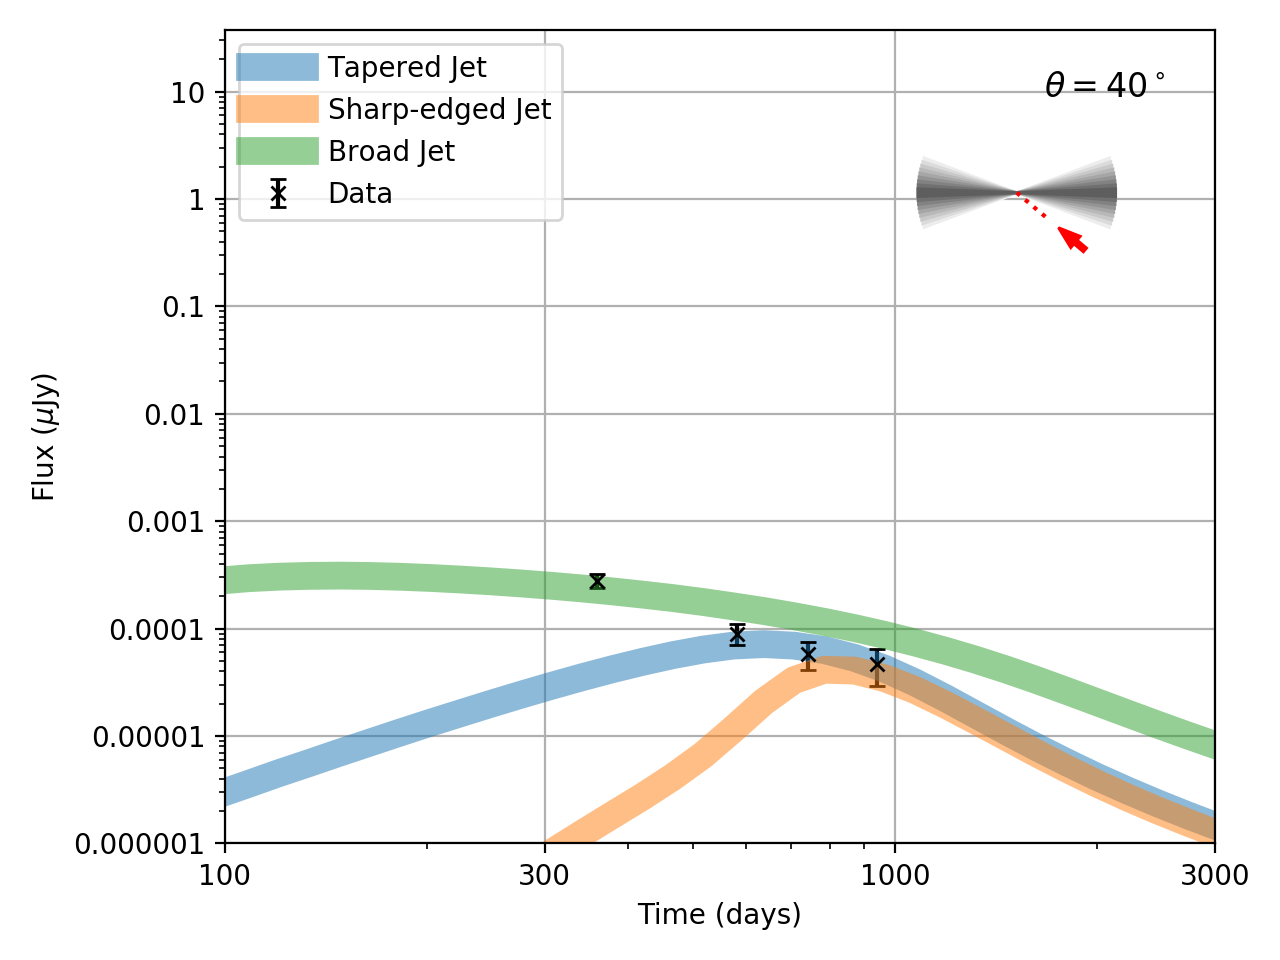 Tapered Jet
Sharp-edged Jet
Broad Jet
Data
θ = 40°
10
1
0.1
0.01
0.001
0.0001
0.00001
0.000001
Flux (μJy)
100
300
1000
3000
Time (days)